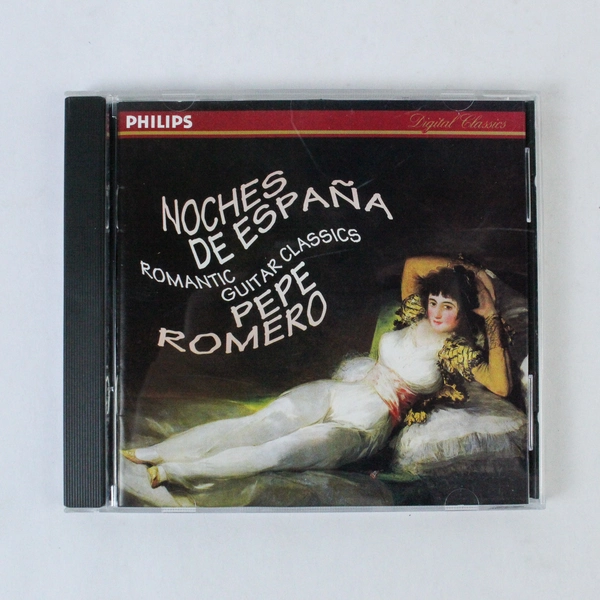 PHILIPS
Digital Classics
NOCHES
DE ESPAÑA
ROMANTIC
GUITAR CLASSICS
PEPE
ROMERO